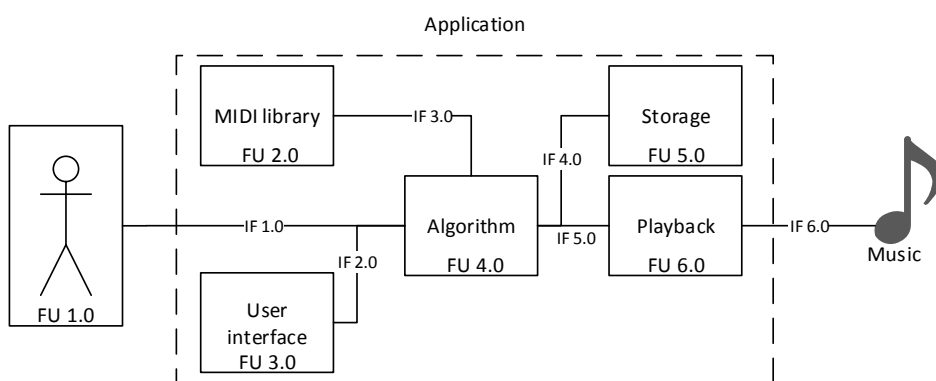 Application
MIDI library
FU 2.0
IF 3.0
Storage
FU 5.0
IF 4.0
FU 1.0
IF 1.0
Algorithm
FU 4.0
IF 5.0
Playback
FU 6.0
IF 6.0
Music
IF 2.0
User
interface
FU 3.0